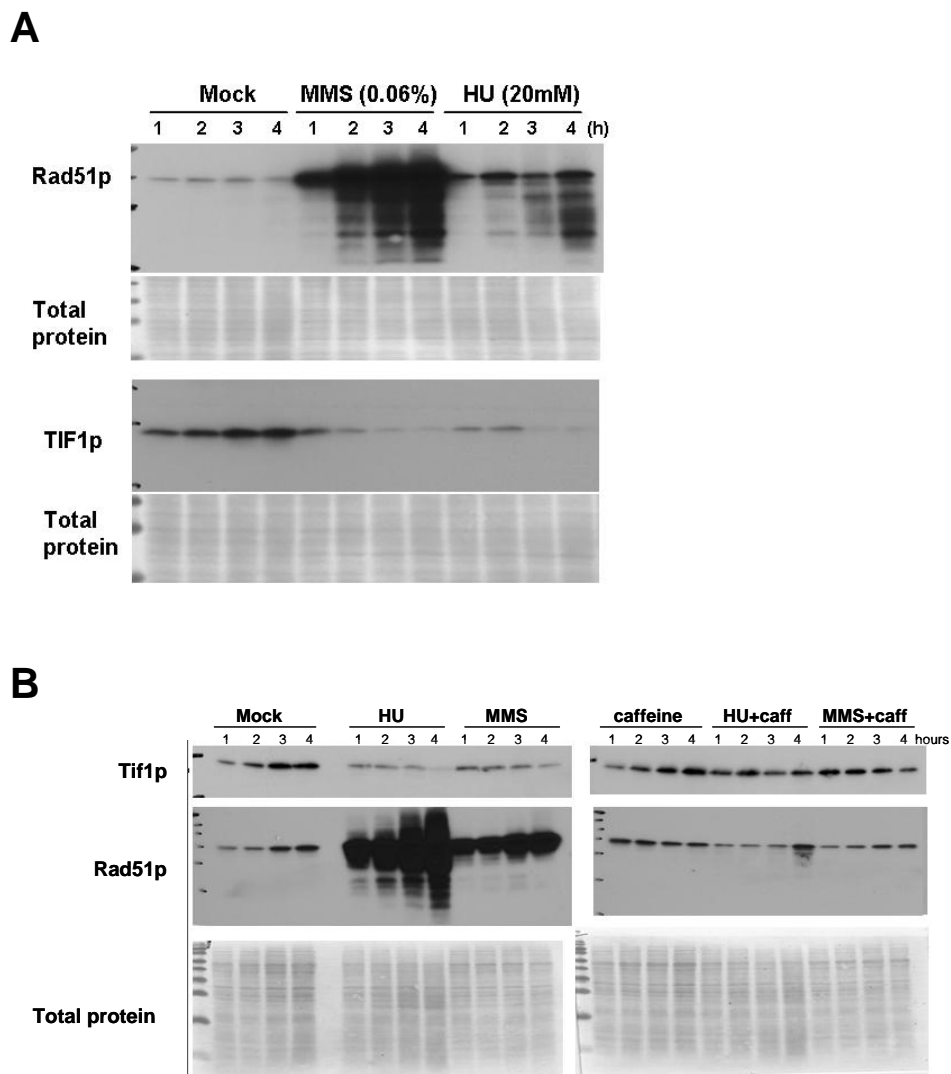 A
Mock MMS (0.06%) HU (20mM)
1 2 3 4 1 2 3 4 1 2 3 4 (h)
Rad51p
Total
protein
TIF1p
Total
protein
B
Mock HU MMS caffeine HU+caff MMS+caff
1 2 3 4 1 2 3 4 1 2 3 4 1 2 3 4 1 2 3 4 1 2 3 4 hours
Tif1p
Rad51p
Total protein